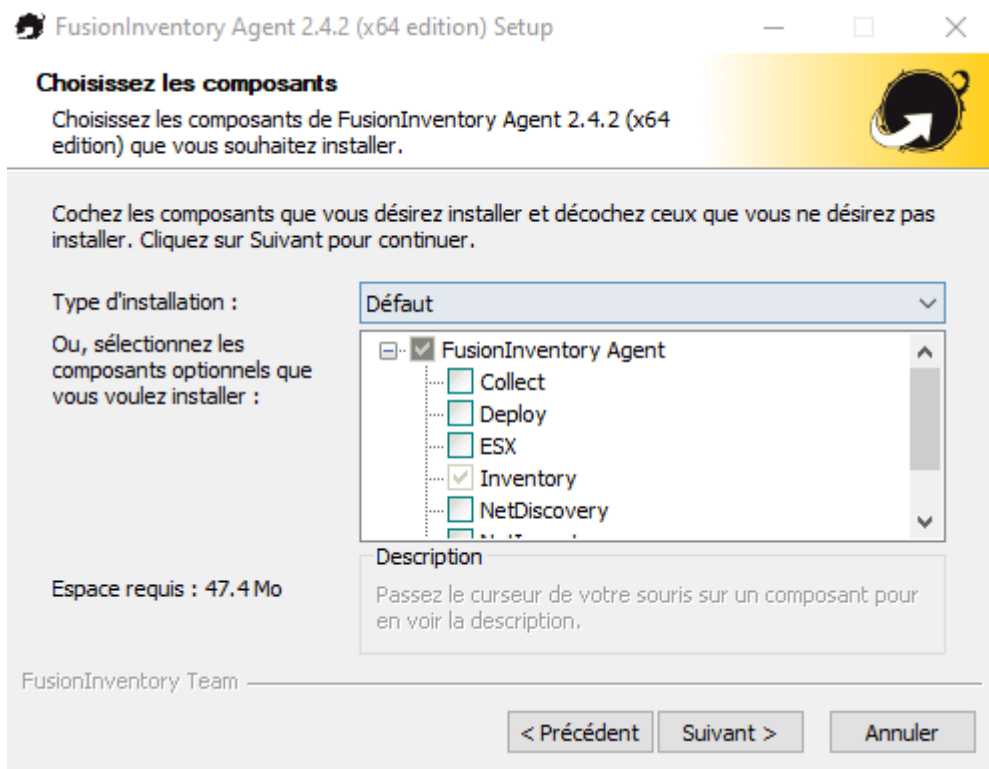 FusionInventory Agent 2.4.2 (x64 edition) Setup
Choisissez les composants
Choisissez les composants de FusionInventory Agent 2.4.2 (x64
edition) que vous souhaitez installer.
Cochez les composants que vous désirez installer et décochez ceux que vous ne désirez pas
installer. Cliquez sur Suivant pour continuer.
Type d'installation :
Défaut
Ou, sélectionnez les
composants optionnels que
vous voulez installer :
FusionInventory Agent
Collect
Deploy
ESX
Inventory
NetDiscovery
Espace requis : 47.4 Mo
Description
Passez le curseur de votre souris sur un composant pour
en voir la description.
FusionInventory Team
< Précédent
Suivant >
Annuler